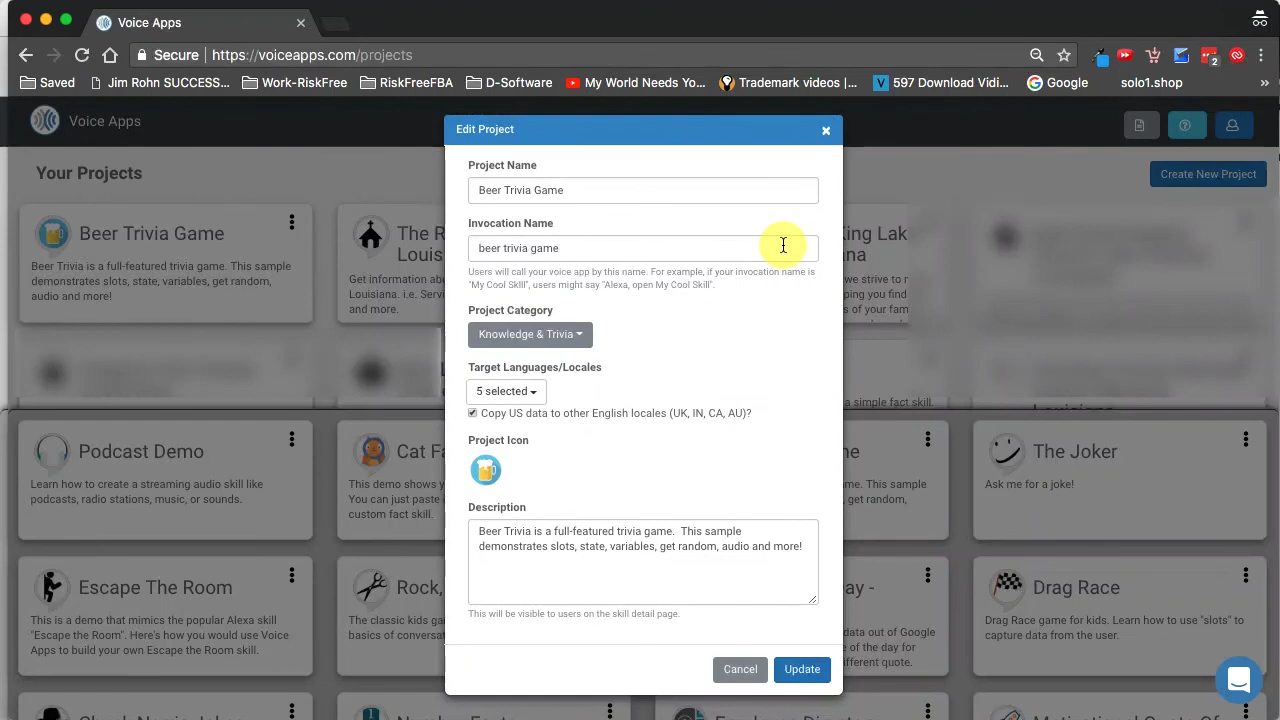 Voice Apps
Secure | https://voiceapps.com/projects
Saved
Jim Rohn SUCCESS...
Work-RiskFree
RiskFreeFBA
D-Software
My World Needs Yo...
Trademark videos |...
597 Download Vidi...
Google
solo1.shop
»
2
Voice Apps
Your Projects
Create New Project
Edit Project
Project Name
Beer Trivia Game
Invocation Name
beer trivia game
Users will call your voice app by this name. For example, if your invocation name is
"My Cool Skill", users might say "Alexa, open My Cool Skill".
Project Category
Knowledge & Trivia
Target Languages/Locales
5 selected
Copy US data to other English locales (UK, IN, CA, AU)?
Project Icon
Description
Beer Trivia is a full-featured trivia game. This sample
demonstrates slots, state, variables, get random, audio and more!
This will be visible to users on the skill detail page.
Cancel
Update
Beer Trivia Game
Beer Trivia is a full-featured trivia game. This sample
demonstrates slots, state, variables, get random,
audio and more!
The R
Louis
Get information abo
Louisiana. i.e. Servi
and more.
King Lak
na
we strive to
ping you find
of your fam
a simple fact skill.
Podcast Demo
Learn how to create a streaming audio skill like
podcasts, radio stations, music, or sounds.
Cat Fa
This demo shows y
You can just paste i
custom fact skill.
me
game. This sample
get random,
The Joker
Ask me for a joke!
Escape The Room
This is a demo that mimics the popular Alexa skill
"Escape the Room". Here's how you would use Voice
Apps to build your own Escape the Room skill.
Rock,
The classic kids ga
basics of conversat
ay -
data out of Google
e of the day for
ifferent quote.
Drag Race
Drag Race game for kids. Learn how to use "slots" to
capture data from the user.